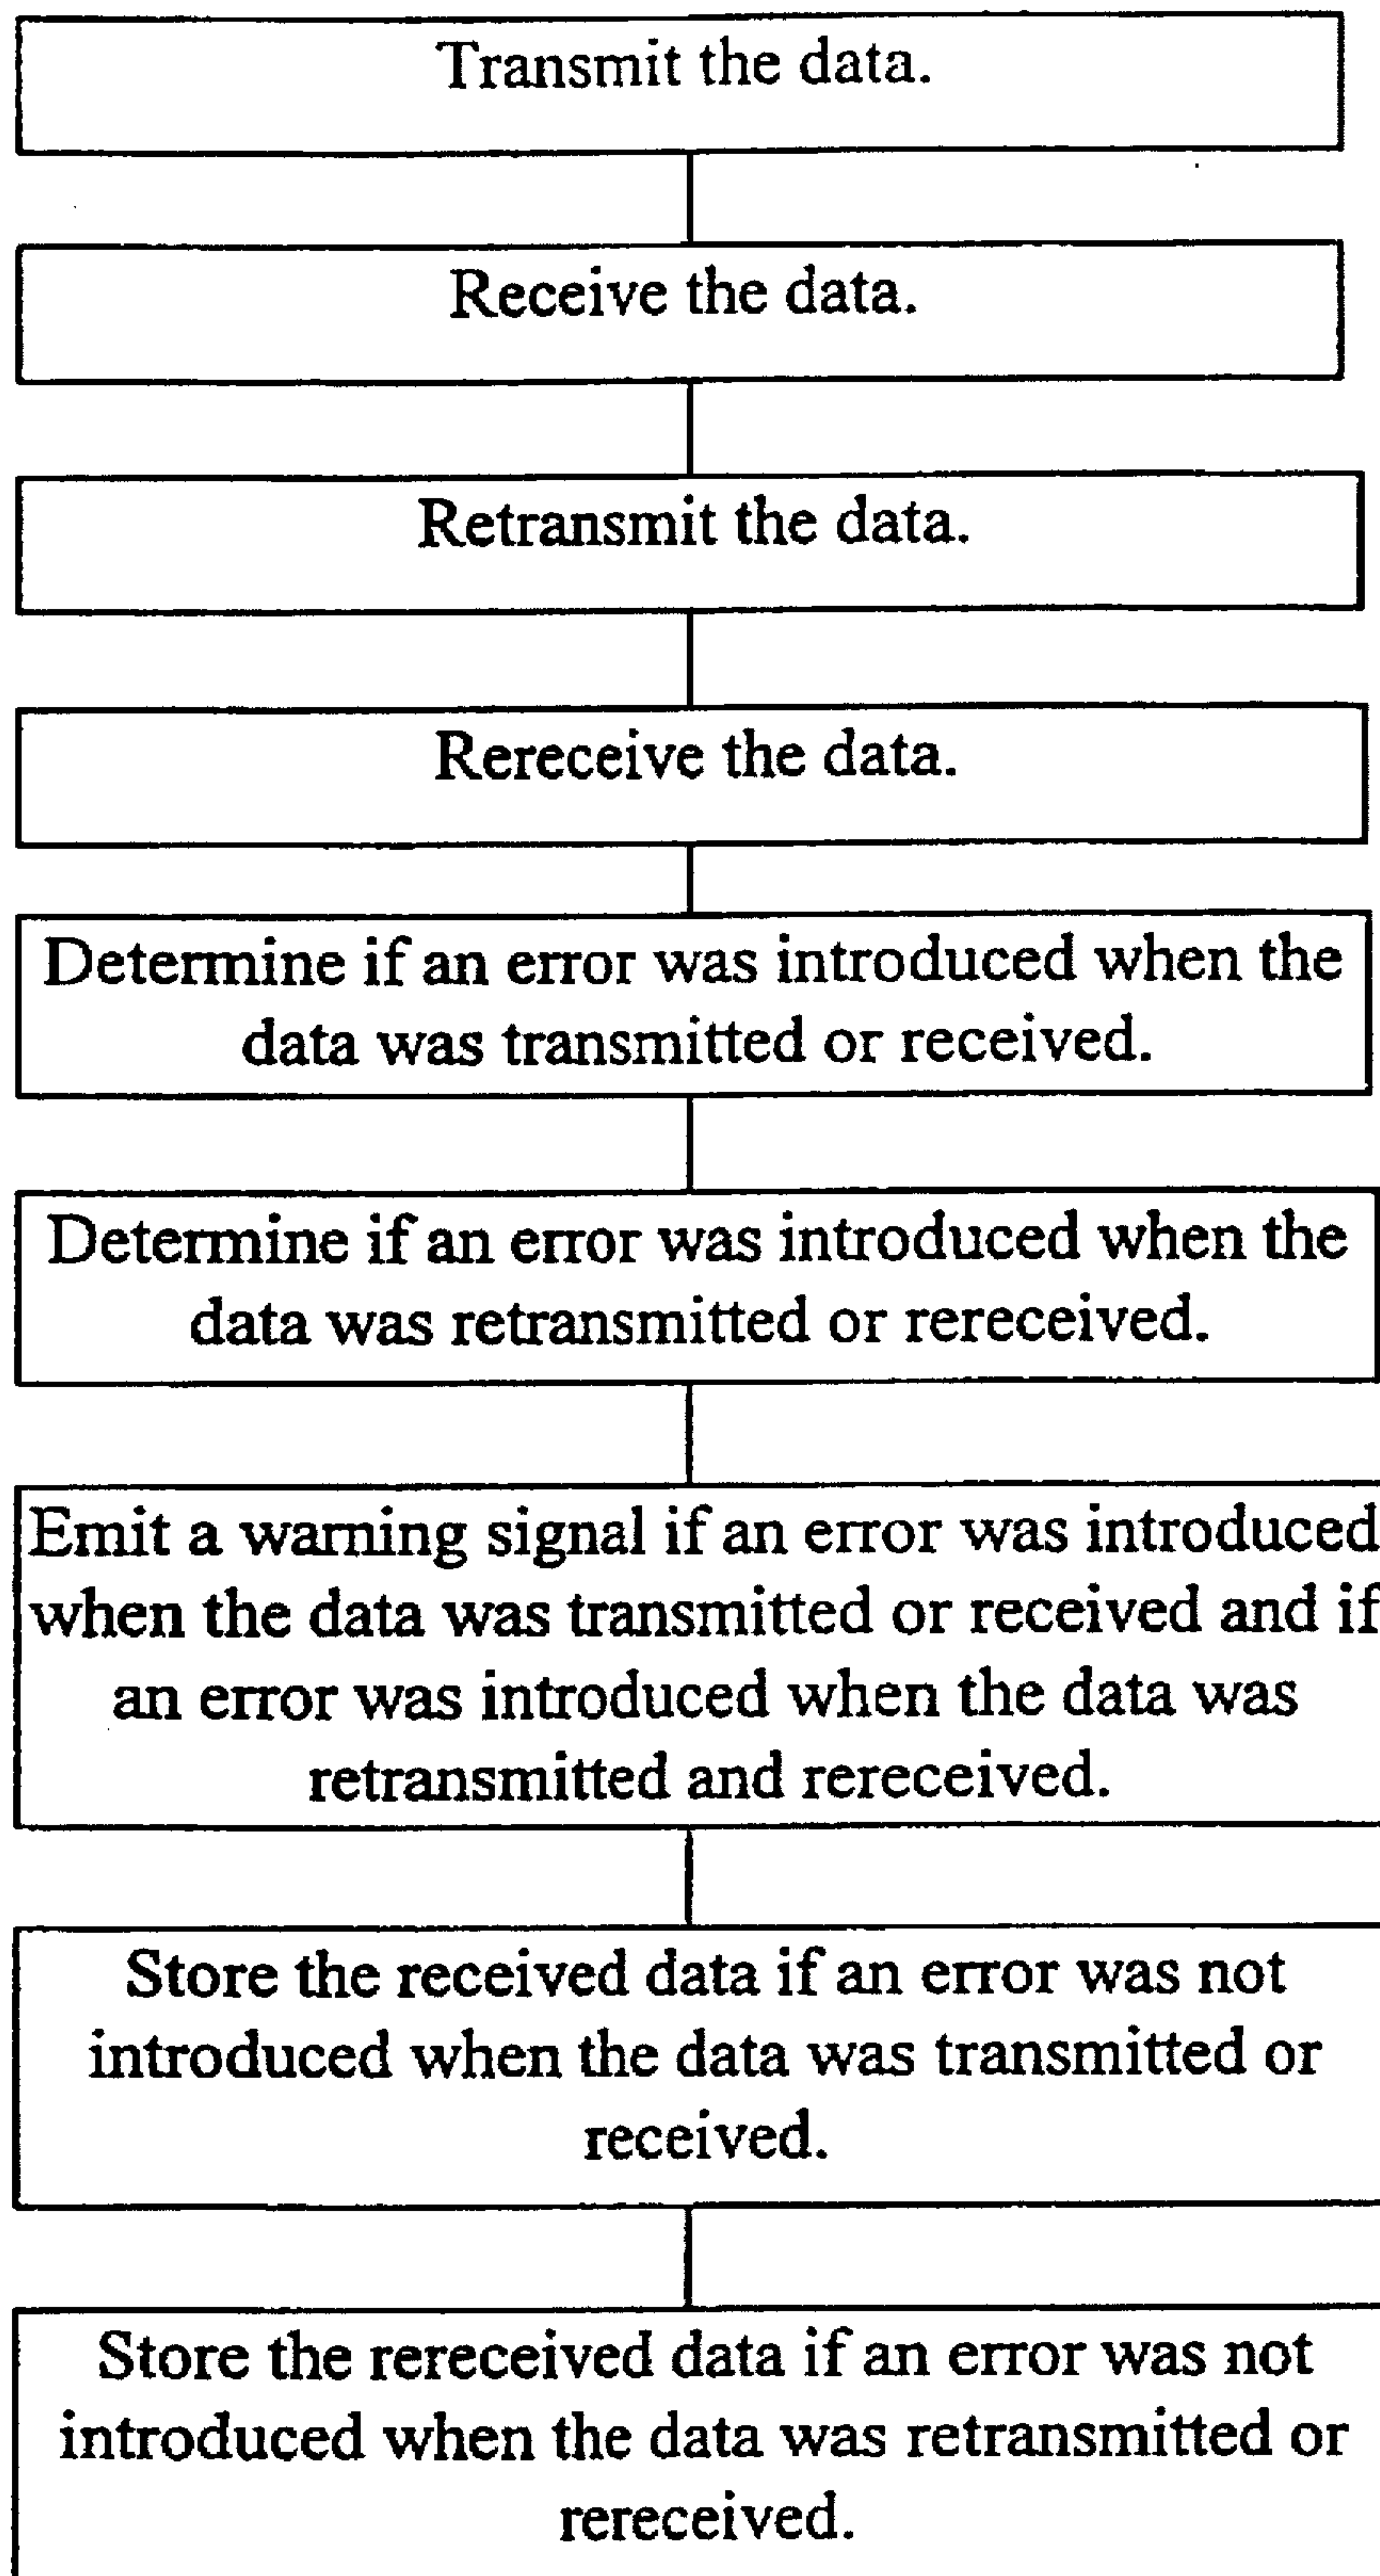 Transmit the data.
Receive the data.
Retransmit the data.
Rereceive the data.
Determine if an error was introduced when the
data was transmitted or received.
Determine if an error was introduced when the
data was retransmitted or rereceived.
Emit a warning signal if an error was introduced
when the data was transmitted or received and if
an error was introduced when the data was
retransmitted and rereceived.
Store the received data if an error was not
introduced when the data was transmitted or
received.
Store the rereceived data if an error was not
introduced when the data was retransmitted or
rereceived.